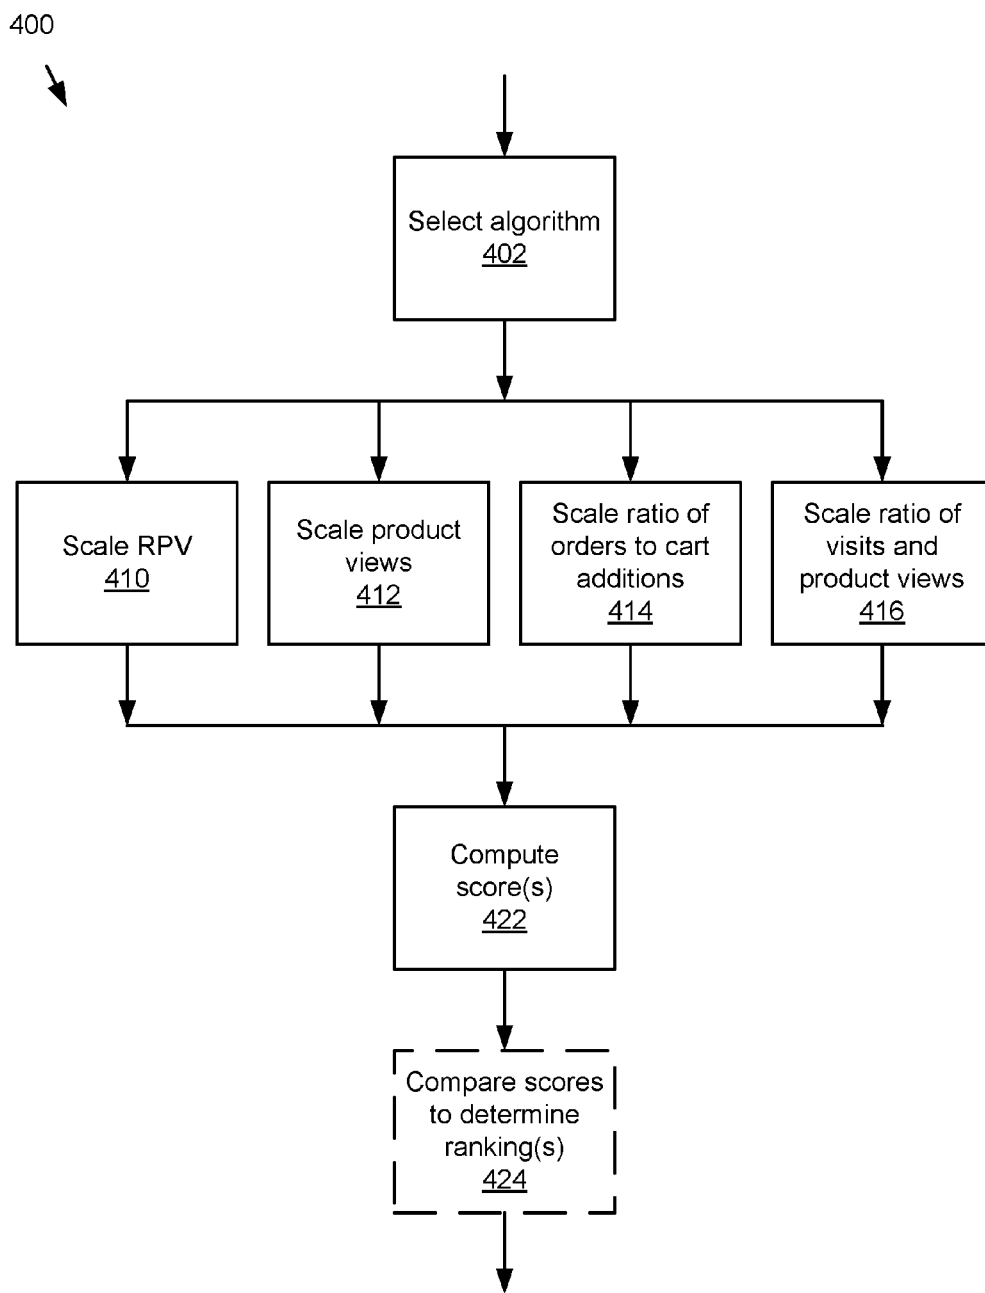 400
Select algorithm
402
Scale RPV
410
Scale product
views
412
Scale ratio of
orders to cart
additions
414
Scale ratio of
visits and
product views
416
Compute
score(s)
422
Compare scores
to determine
ranking(s)
424